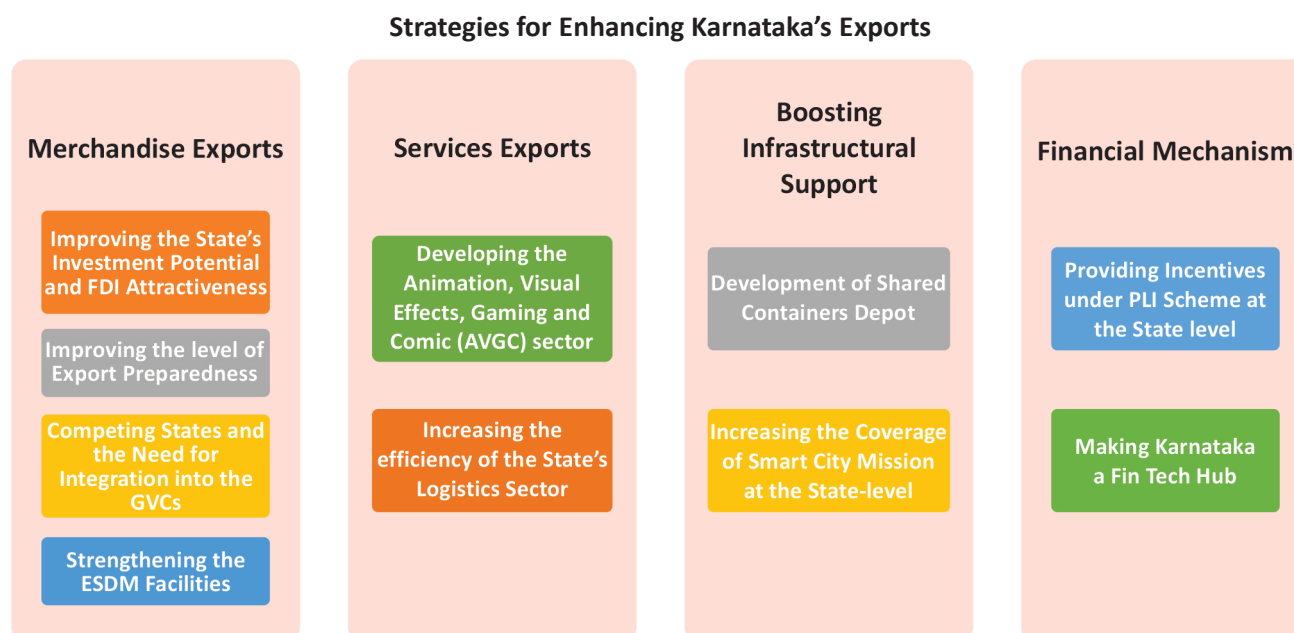 Strategies for Enhancing Karnataka’s Exports
Merchandise Exports
Improving the State’s
Investment Potential
and FDI Attractiveness
Improving the level of
Export Preparedness
Competing States and
the Need for
Integration into the
GVCs
Strengthening the
ESDM Facilities
Services Exports
Developing the
Animation, Visual
Effects, Gaming and
Comic (AVGC) sector
Increasing the
efficiency of the State’s
Logistics Sector
Boosting
Infrastructural
Support
Development of Shared
Containers Depot
Increasing the Coverage
of Smart City Mission
at the State-level
Financial Mechanism
Providing Incentives
under PLI Scheme at
the State level
Making Karnataka
a Fin Tech Hub